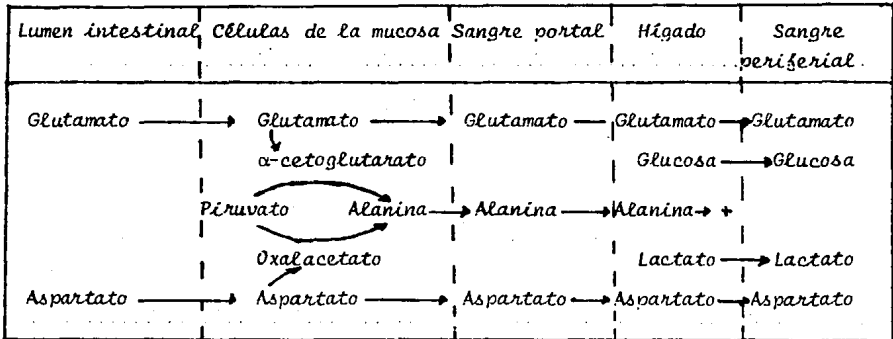 Lumen intestinal Células de la mucosa Sangre portal Hígado Sangre
periferial
Glutamato Glutamato Glutamato Glutamato Glutamato
α-cetoglutarato Glucosa Glucosa
Piruvato Alanina Alanina Alanina +
Oxalacetato Lactato Lactato
Aspartato Aspartato Aspartato Aspartato Aspartato